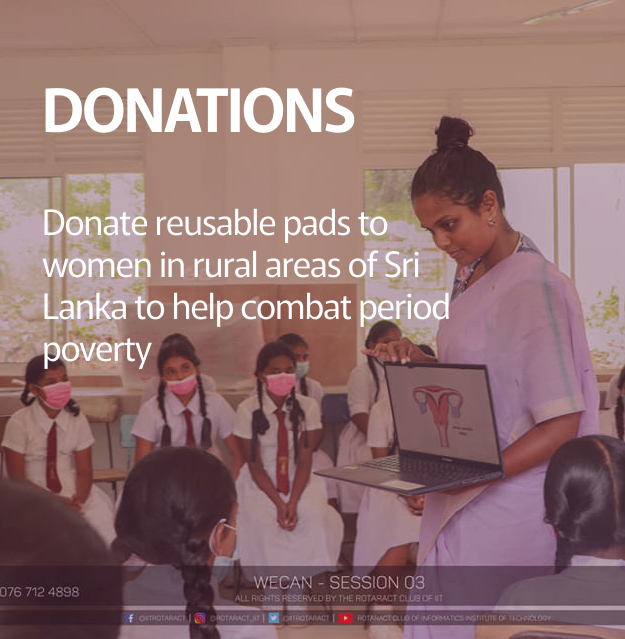 DONATIONS
Donate reusable pads to
women in rural areas of Sri
Lanka to help combat period
poverty
076 712 4898
WECAN - SESSION 03
ALL RIGHTS RESERVED BY THE ROTARACT CLUB OF IIT
@IITROTARACT | @ROTARACT_IIT | @IITROTARACT | ROTARACT CLUB OF INFORMATICS INSTITUTE OF TECHNOLOGY